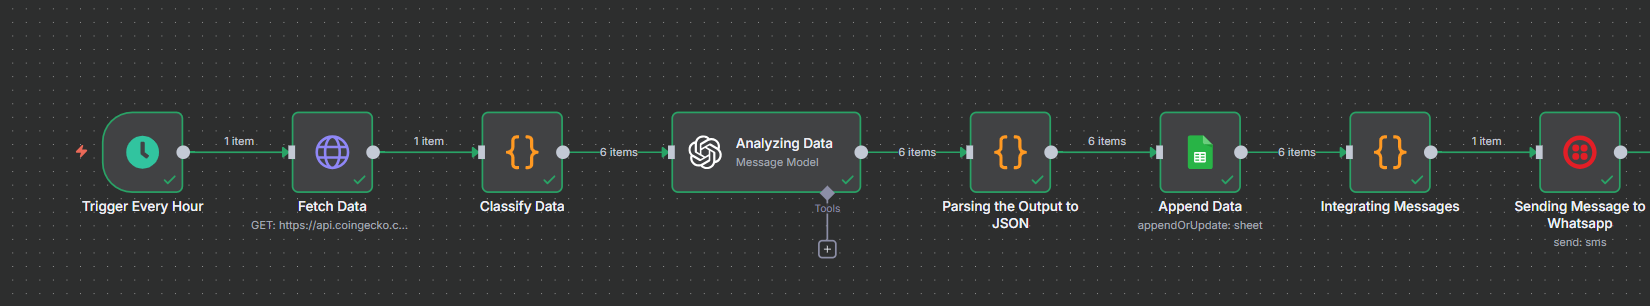 1 item
1 item
6 items
Analyzing Data
Message Model
6 items
6 items
6 items
1 item
Trigger Every Hour
Fetch Data
GET: https://api.coingecko.c...
Classify Data
Tools
Parsing the Output to
JSON
Append Data
appendOrUpdate: sheet
Integrating Messages
Sending Message to
Whatsapp
send: sms